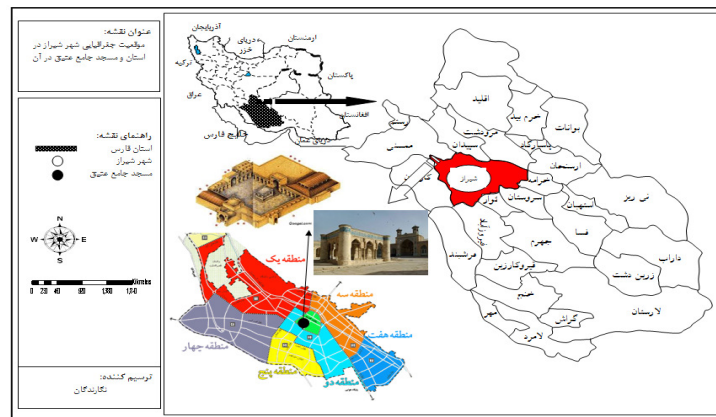 عنوان نقشه:
موقعیت جغرافیایی شهر شیراز در
استان و مسجد جامع عتیق در آن
راهنمای نقشه:
استان فارس
شهر شیراز
مسجد جامع عتیق
N
W
E
S
ترسیم کننده:
نگارندگان
آذربایجان
ارمنستان
دریای
خزر
ترکیه
پاکستان
عراق
افغانستان
خلیج فارس
دریای عمان
اقلید
خرم بید
بوانات
مرودشت
پاسارگاد
سپیدان
ممسنی
ارسنجان
شیراز
خرامه
نی ریز
کوار
سروستان
استهبان
فسا
جهرم
فراشبند
فیروزآباد
قیروکارزین
داراب
زرین دشت
خنج
لارستان
مهر
گراش
لامرد
منطقه یک
منطقه سه
منطقه هفت
منطقه چهار
منطقه پنج
منطقه دو